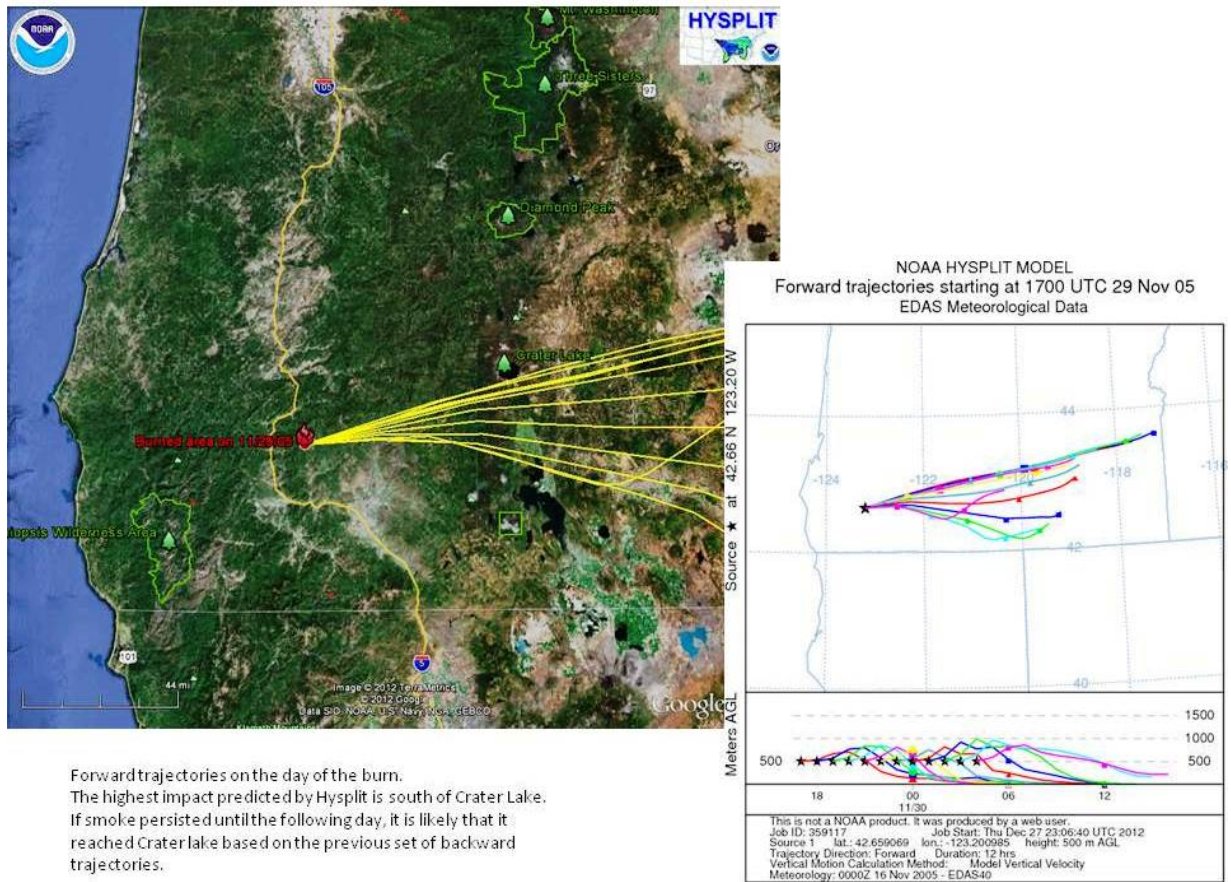 NOAA
HYSPLIT
Mt. Washington
105
Three Sisters
97
Diamond Peak
Crater Lake
Burned area on
Wilderness Area
101
5
44 mi
Image © 2012 TerraMetrics
© 2012 Google
Data SIO, NOAA, U.S. Navy, NGA, GEBCO
Google
NOAA HYSPLIT MODEL
Forward trajectories starting at 1700 UTC 29 Nov 05
EDAS Meteorological Data
Source ★ at 42.66 N 123.20 W
44
-124
-122
-120
-118
-116
42
40
Meters AGL
1500
1000
500
500
18
00
06
12
11/30
This is not a NOAA product. It was produced by a web user.
Job ID: 359117 Job Start: Thu Dec 27 23:06:40 UTC 2012
Source 1 lat.: 42.659069 lon.: -123.200985 height: 500 m AGL
Trajectory Direction: Forward Duration: 12 hrs
Vertical Motion Calculation Method: Model Vertical Velocity
Meteorology: 0000Z 16 Nov 2005 - EDAS40
Forward trajectories on the day of the burn.
The highest impact predicted by Hysplit is south of Crater Lake.
If smoke persisted until the following day, it is likely that it
reached Crater lake based on the previous set of backward
trajectories.